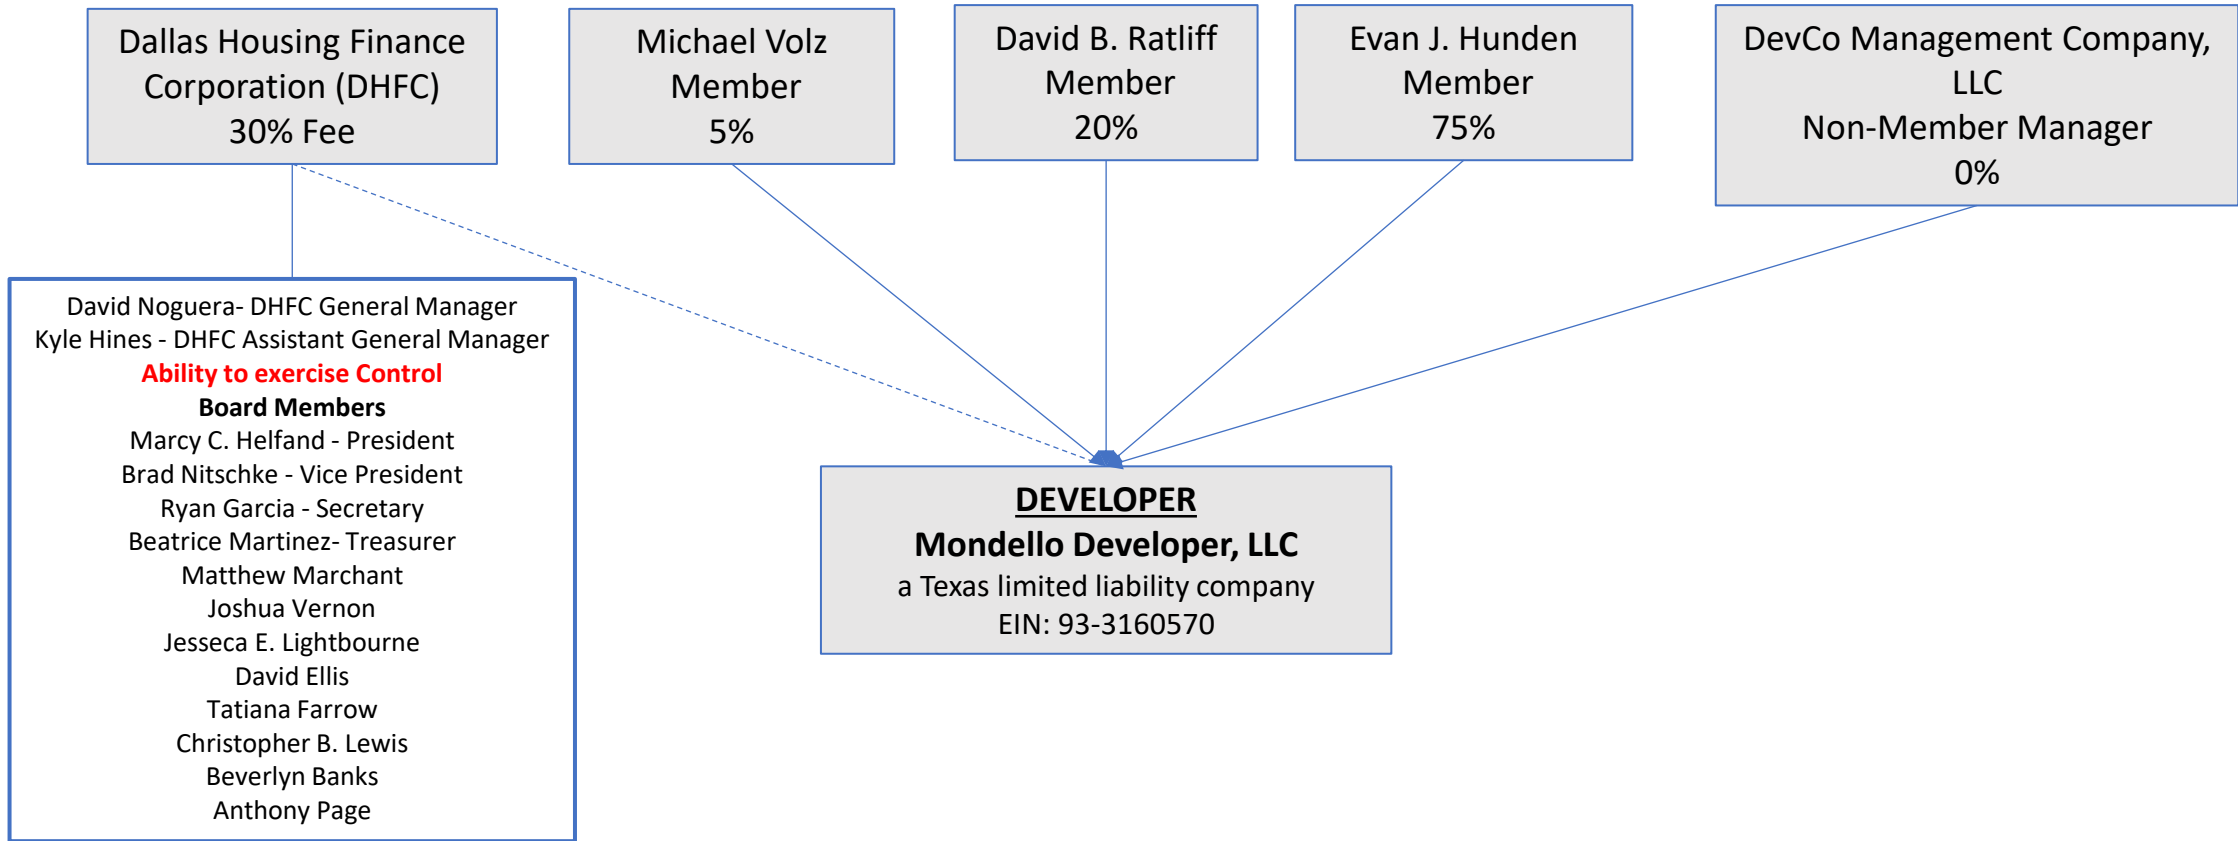 Dallas Housing Finance
Corporation (DHFC)
30% Fee
Michael Volz
Member
5%
David B. Ratliff
Member
20%
Evan J. Hunden
Member
75%
DevCo Management Company,
LLC
Non-Member Manager
0%
David Noguera- DHFC General Manager
Kyle Hines - DHFC Assistant General Manager
Ability to exercise Control
Board Members
Marcy C. Helfand - President
Brad Nitschke - Vice President
Ryan Garcia - Secretary
Beatrice Martinez- Treasurer
Matthew Marchant
Joshua Vernon
Jesseca E. Lightbourne
David Ellis
Tatiana Farrow
Christopher B. Lewis
Beverlyn Banks
Anthony Page
DEVELOPER
Mondello Developer, LLC
a Texas limited liability company
EIN: 93-3160570